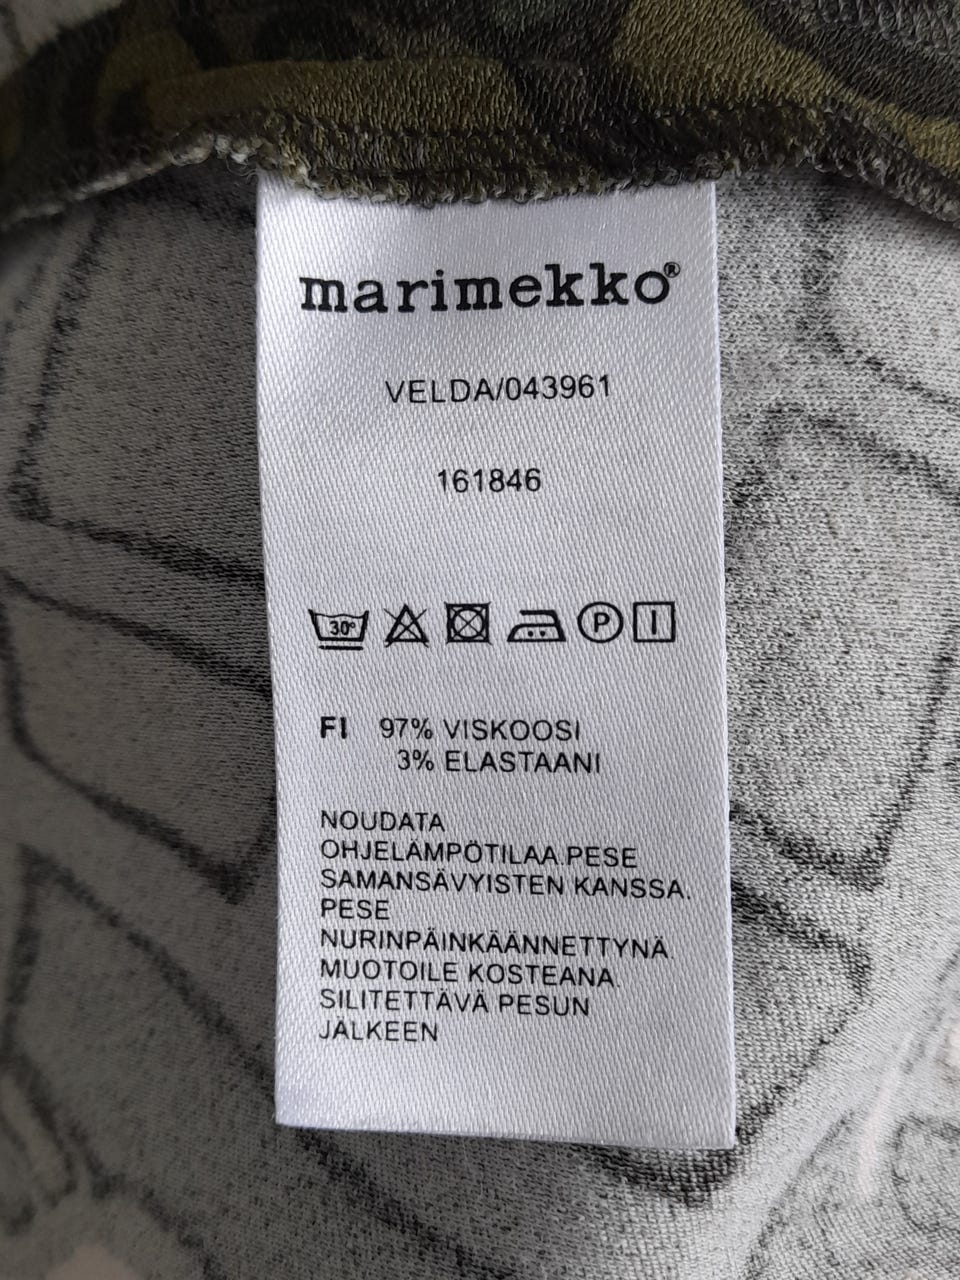 marimekko®
VELDA/043961
161846
30° P
FI 97% VISKOOSI
3% ELASTAANI
NOUDATA
OHJELÄMPÖTILAA.PESE
SAMANSÄVYISTEN KANSSA.
PESE
NURINPÄINKÄÄNNETTYNÄ.
MUOTOILE KOSTEANA.
SILITETTÄVÄ PESUN
JÄLKEEN